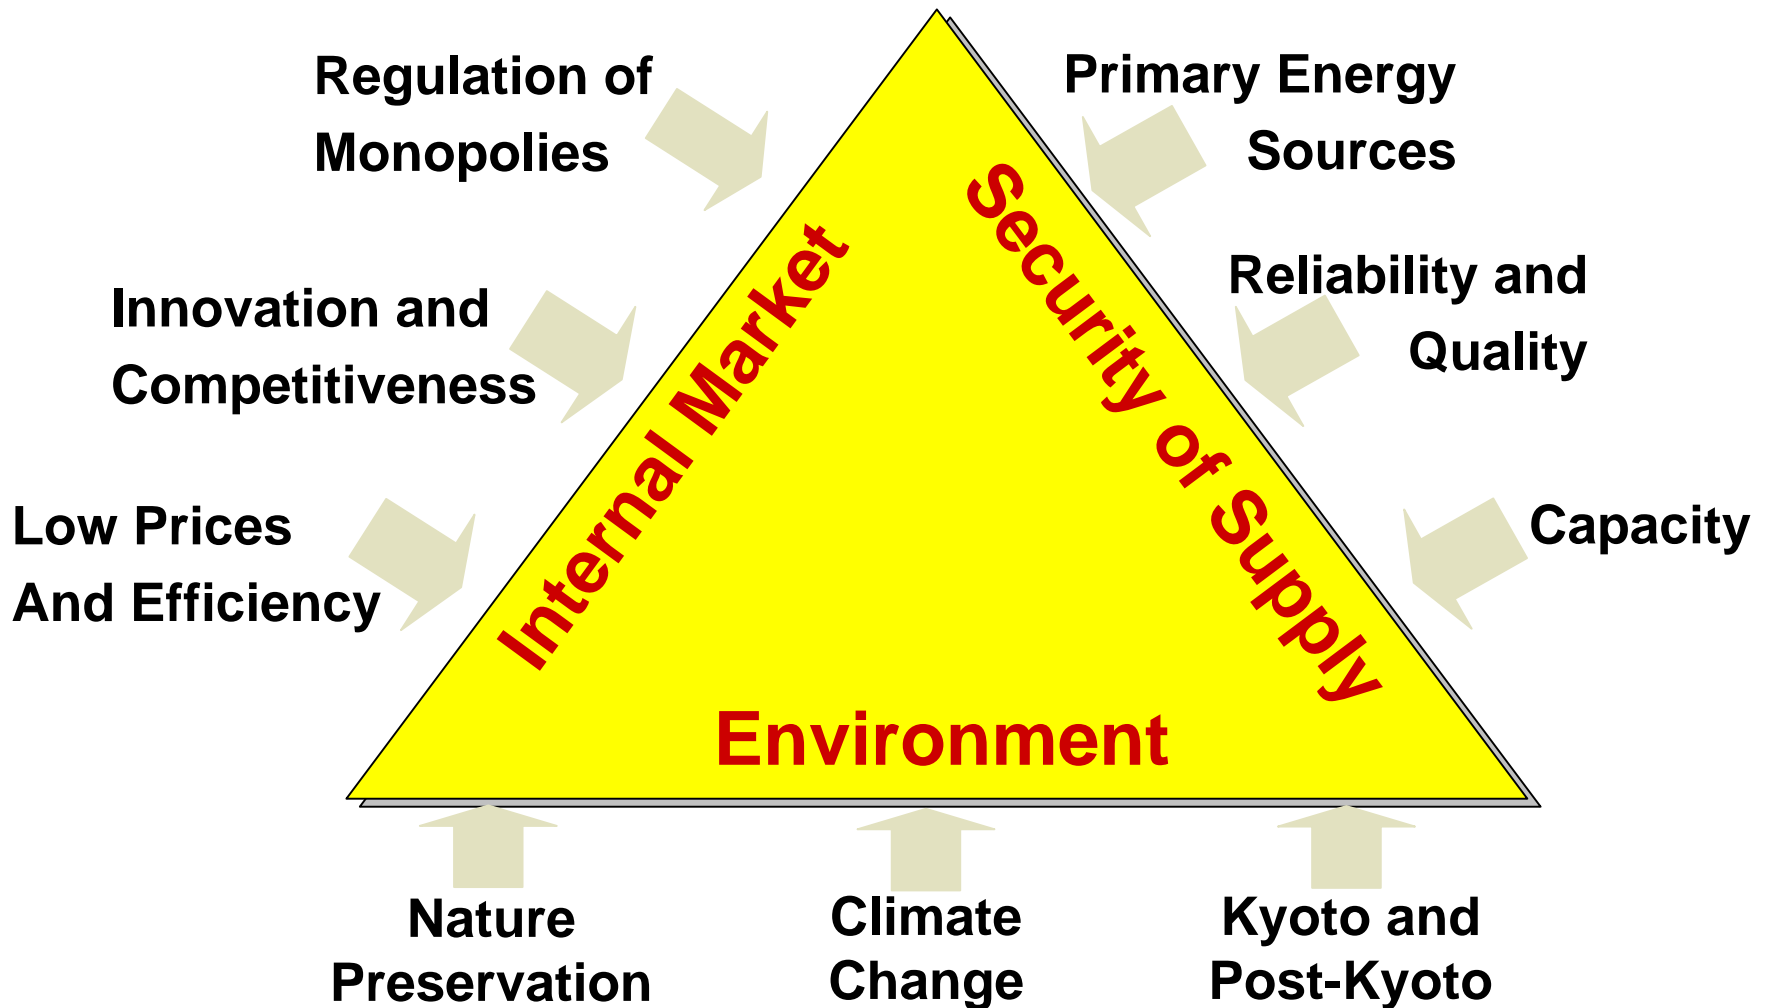 Regulation of
Monopolies
Primary Energy
Sources
Innovation and
Competitiveness
Reliability and
Quality
Low Prices
And Efficiency
Capacity
Internal Market
Security of Supply
Environment
Nature
Preservation
Climate
Change
Kyoto and
Post-Kyoto